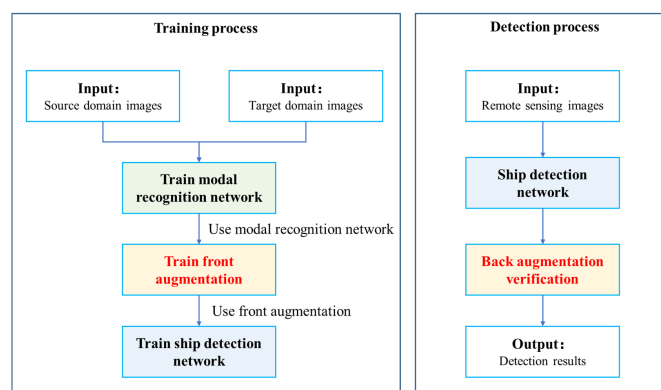 Training process
Input：
Source domain images
Input：
Target domain images
Train modal
recognition network
Use modal recognition network
Train front
augmentation
Use front augmentation
Train ship detection
network
Detection process
Input：
Remote sensing images
Ship detection
network
Back augmentation
verification
Output：
Detection results